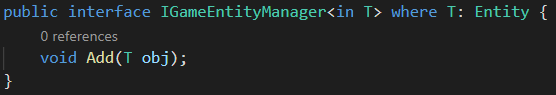 public interface IGameEntityManager<in T> where T: Entity {
0 references
void Add(T obj);
}